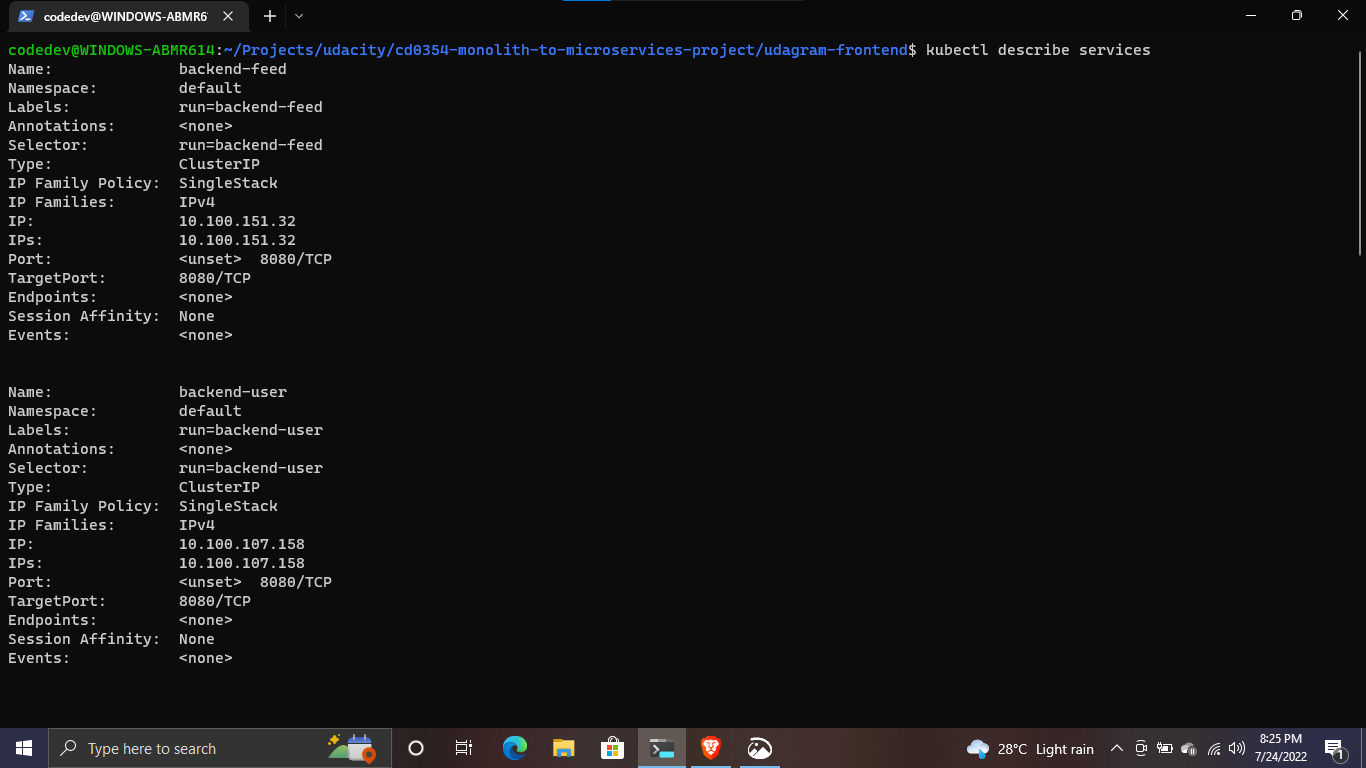 codedev@WINDOWS-ABMR6
codedev@WINDOWS-ABMR614:~/Projects/udacity/cd0354-monolith-to-microservices-project/udagram-frontend$ kubectl describe services
Name: backend-feed
Namespace: default
Labels: run=backend-feed
Annotations: <none>
Selector: run=backend-feed
Type: ClusterIP
IP Family Policy: SingleStack
IP Families: IPv4
IP: 10.100.151.32
IPs: 10.100.151.32
Port: <unset> 8080/TCP
TargetPort: 8080/TCP
Endpoints: <none>
Session Affinity: None
Events: <none>
Name: backend-user
Namespace: default
Labels: run=backend-user
Annotations: <none>
Selector: run=backend-user
Type: ClusterIP
IP Family Policy: SingleStack
IP Families: IPv4
IP: 10.100.107.158
IPs: 10.100.107.158
Port: <unset> 8080/TCP
TargetPort: 8080/TCP
Endpoints: <none>
Session Affinity: None
Events: <none>
Type here to search
28°C Light rain
8:25 PM
7/24/2022
1